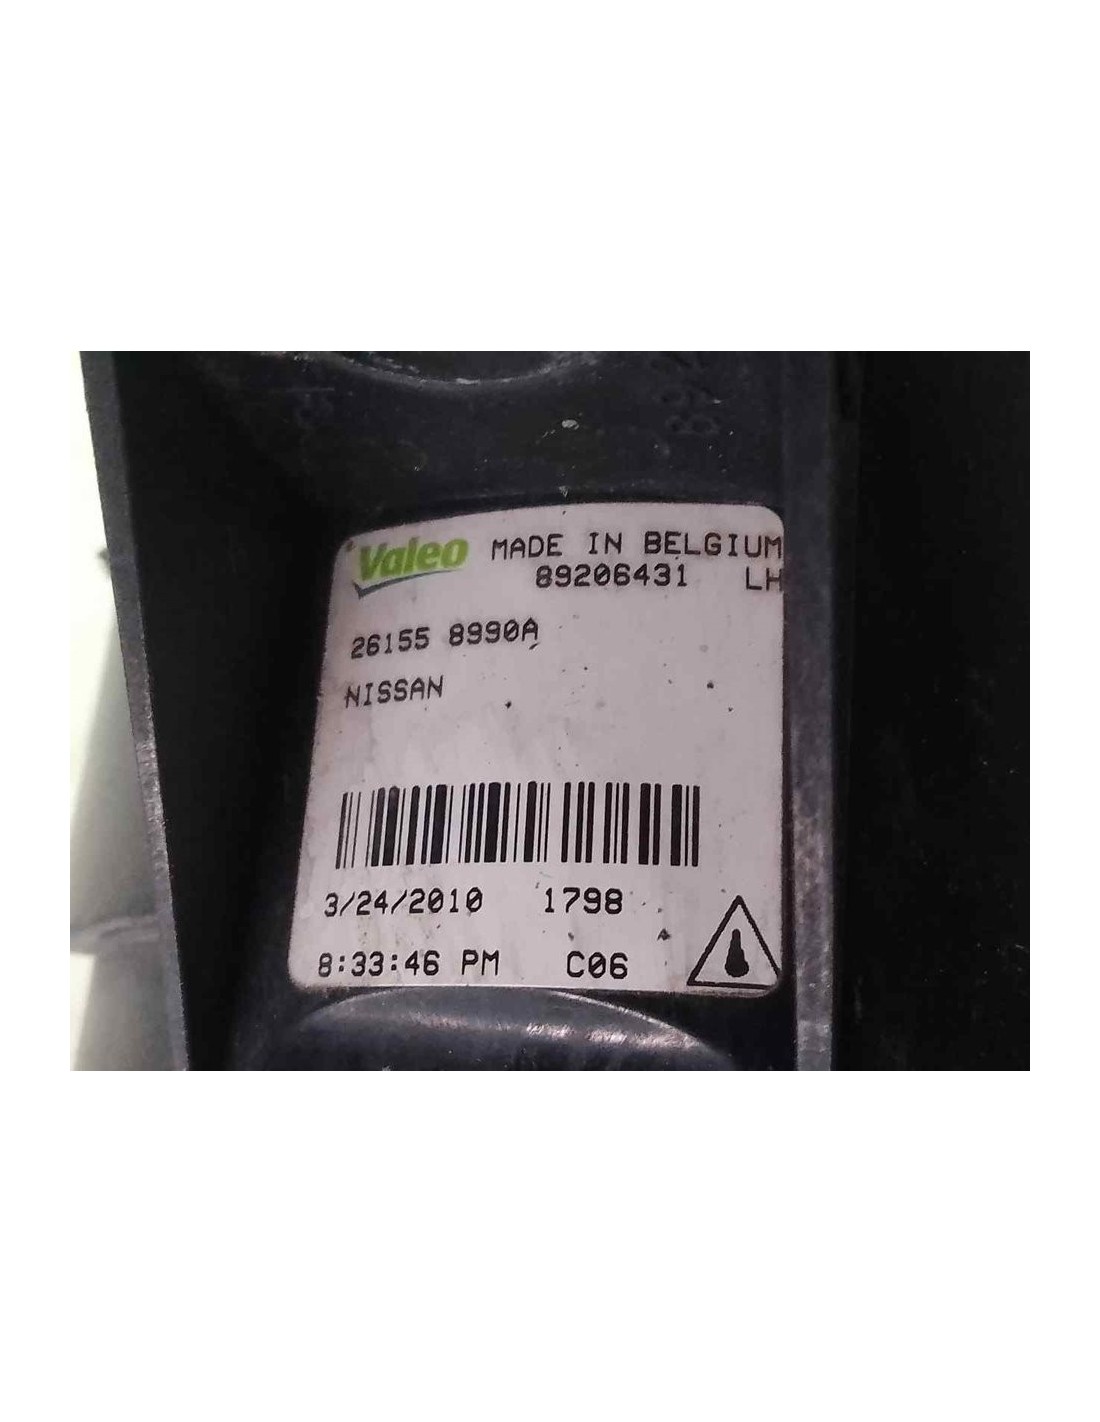 Valeo MADE IN BELGIUM
89206431 LH
26155 8990A
NISSAN
3/24/2010 1798
8:33:46 PM C06